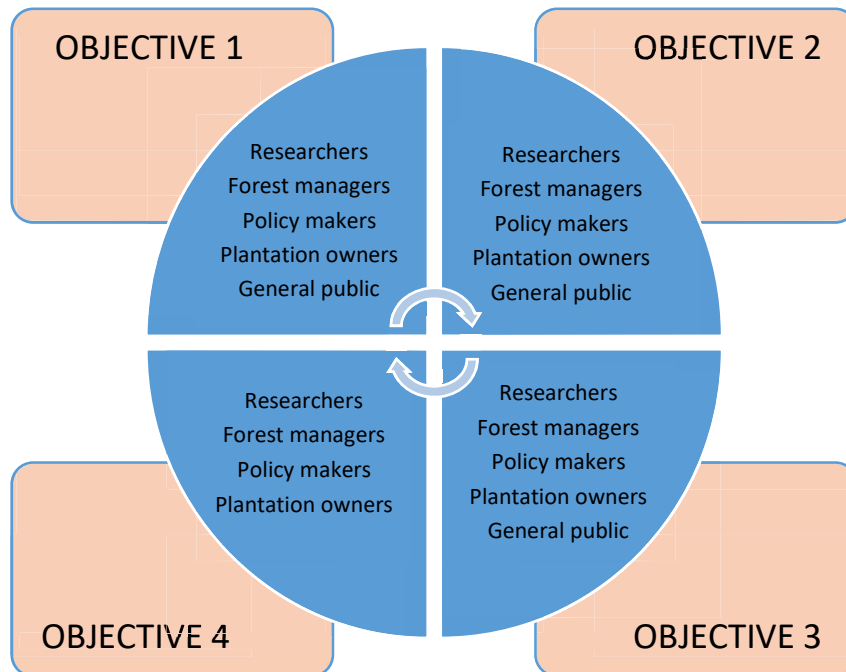 OBJECTIVE 1
Researchers
Forest managers
Policy makers
Plantation owners
General public
OBJECTIVE 2
Researchers
Forest managers
Policy makers
Plantation owners
General public
Researchers
Forest managers
Policy makers
Plantation owners
OBJECTIVE 4
Researchers
Forest managers
Policy makers
Plantation owners
General public
OBJECTIVE 3